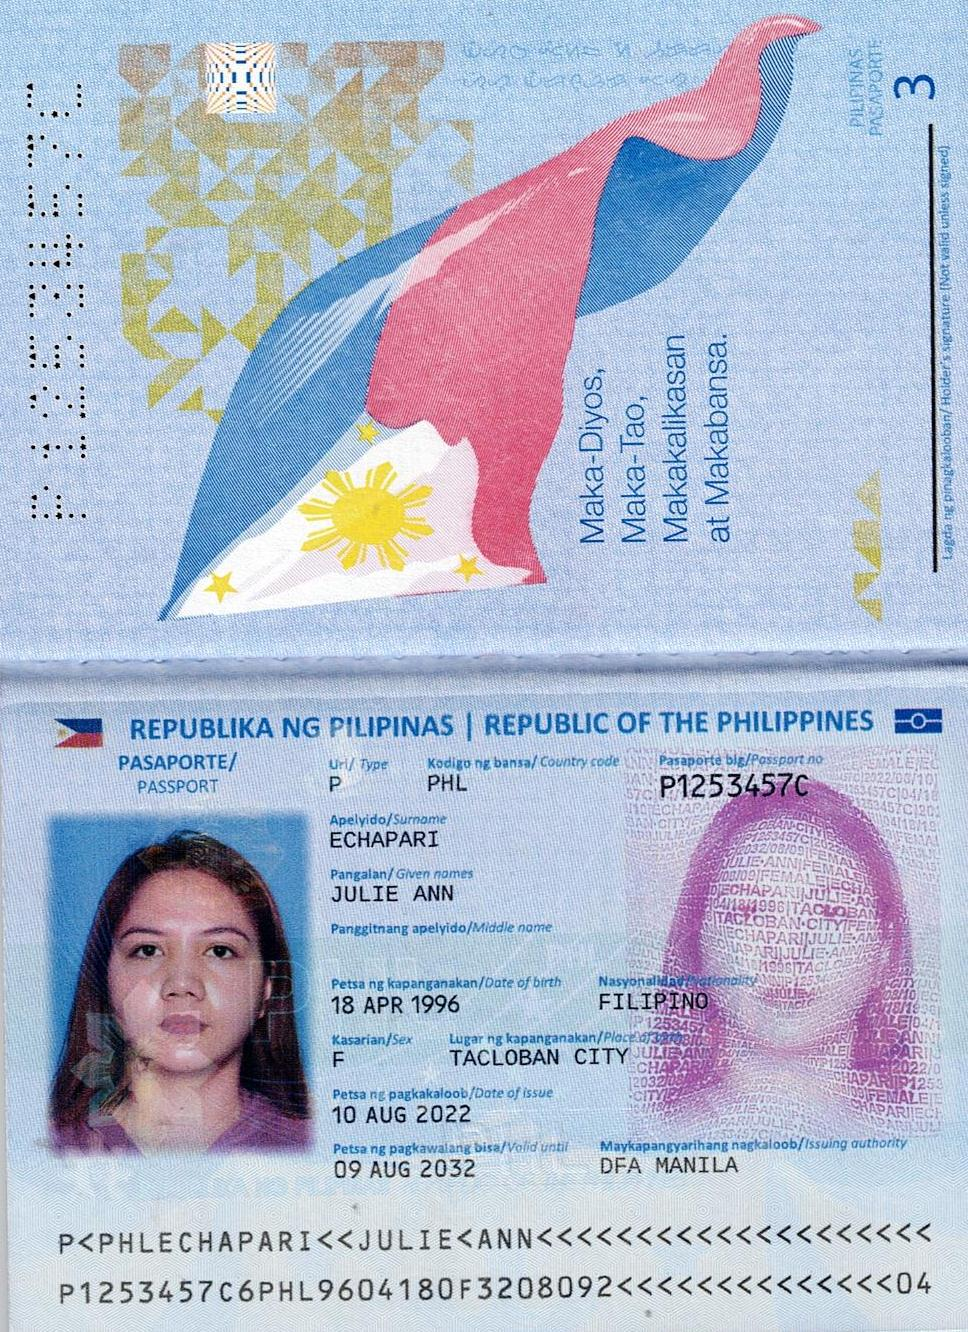 P1253457C
PILIPINAS
PASAPORTE
3
Maka-Diyos,
Maka-Tao,
Makakalikasan
at Makabansa.
Lagda ng pinagkalooban/ Holder's signature (Not valid unless signed)
REPUBLIKA NG PILIPINAS | REPUBLIC OF THE PHILIPPINES
PASAPORTE/
PASSPORT
Uri/ Type
Kodigo ng bansa/ Country code
Pasaporte blg/Passport no
P
PHL
P1253457C
Apelyido/Surname
ECHAPARI
Pangalan/ Given names
JULIE ANN
Panggitnang apelyido/Middle name
Petsa ng kapanganakan/Date of birth
Nasyonalidad/Nationality
18 APR 1996
FILIPINO
Kasarian/Sex
Lugar ng kapanganakan/Place of birth
F
TACLOBAN CITY
Petsa ng pagkakaloob/Date of issue
10 AUG 2022
Petsa ng pagkawalang bisa/Valid until
Maykapangyarihang nagkaloob/Issuing authority
09 AUG 2032
DFA MANILA
P<PHLECHAPARI<<JULIE<ANN<<<<<<<<<<<<<<<<<<<<
P1253457C6PHL9604180F3208092<<<<<<<<<<<<<<04